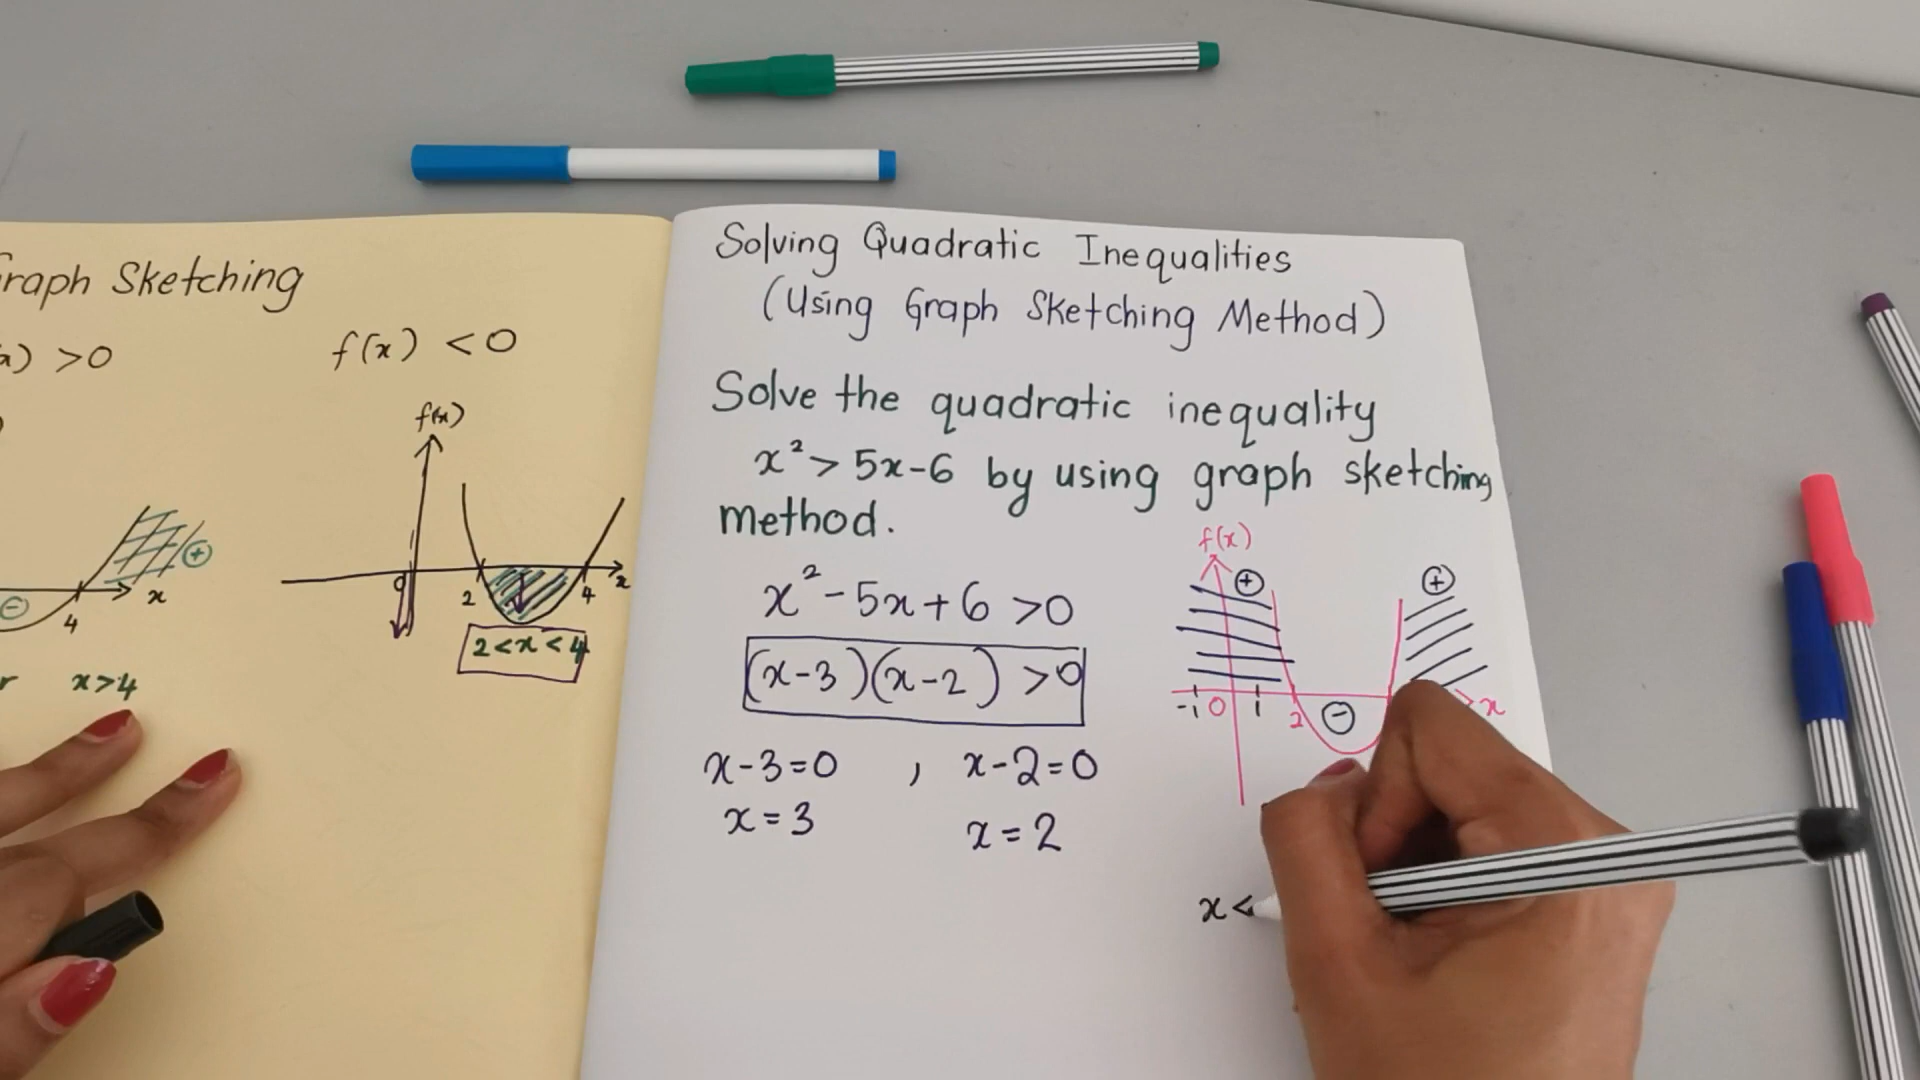 Graph Sketching
) >0
f(x) <0
f(x)
0
2
4
x
2<x<4
+
x
-
4
x>4
Solving Quadratic Inequalities
(Using Graph Sketching Method)
Solve the quadratic inequality
x²>5x-6 by using graph sketching
method.
x²-5x+6 >0
(x-3)(x-2) >0
x-3=0 , x-2=0
x=3 x=2
f(x)
+ +
-1 0 1 2 - x
x<